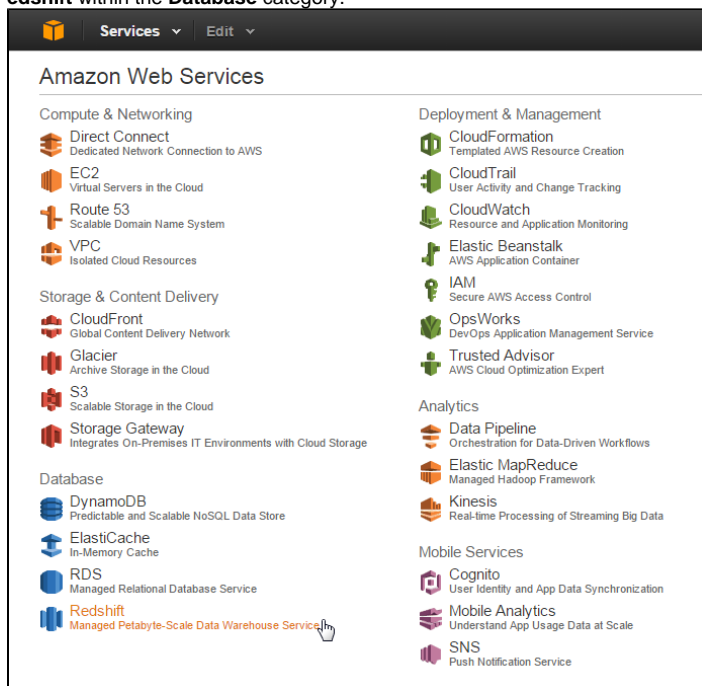 edshift within the Database category.
Services Edit
Amazon Web Services
Compute & Networking
Direct Connect
Dedicated Network Connection to AWS
EC2
Virtual Servers in the Cloud
Route 53
Scalable Domain Name System
VPC
Isolated Cloud Resources
Storage & Content Delivery
CloudFront
Global Content Delivery Network
Glacier
Archive Storage in the Cloud
S3
Scalable Storage in the Cloud
Storage Gateway
Integrates On-Premises IT Environments with Cloud Storage
Database
DynamoDB
Predictable and Scalable NoSQL Data Store
ElastiCache
In-Memory Cache
RDS
Managed Relational Database Service
Redshift
Managed Petabyte-Scale Data Warehouse Service
Deployment & Management
CloudFormation
Templated AWS Resource Creation
CloudTrail
User Activity and Change Tracking
CloudWatch
Resource and Application Monitoring
Elastic Beanstalk
AWS Application Container
IAM
Secure AWS Access Control
OpsWorks
DevOps Application Management Service
Trusted Advisor
AWS Cloud Optimization Expert
Analytics
Data Pipeline
Orchestration for Data-Driven Workflows
Elastic MapReduce
Managed Hadoop Framework
Kinesis
Real-time Processing of Streaming Big Data
Mobile Services
Cognito
User Identity and App Data Synchronization
Mobile Analytics
Understand App Usage Data at Scale
SNS
Push Notification Service